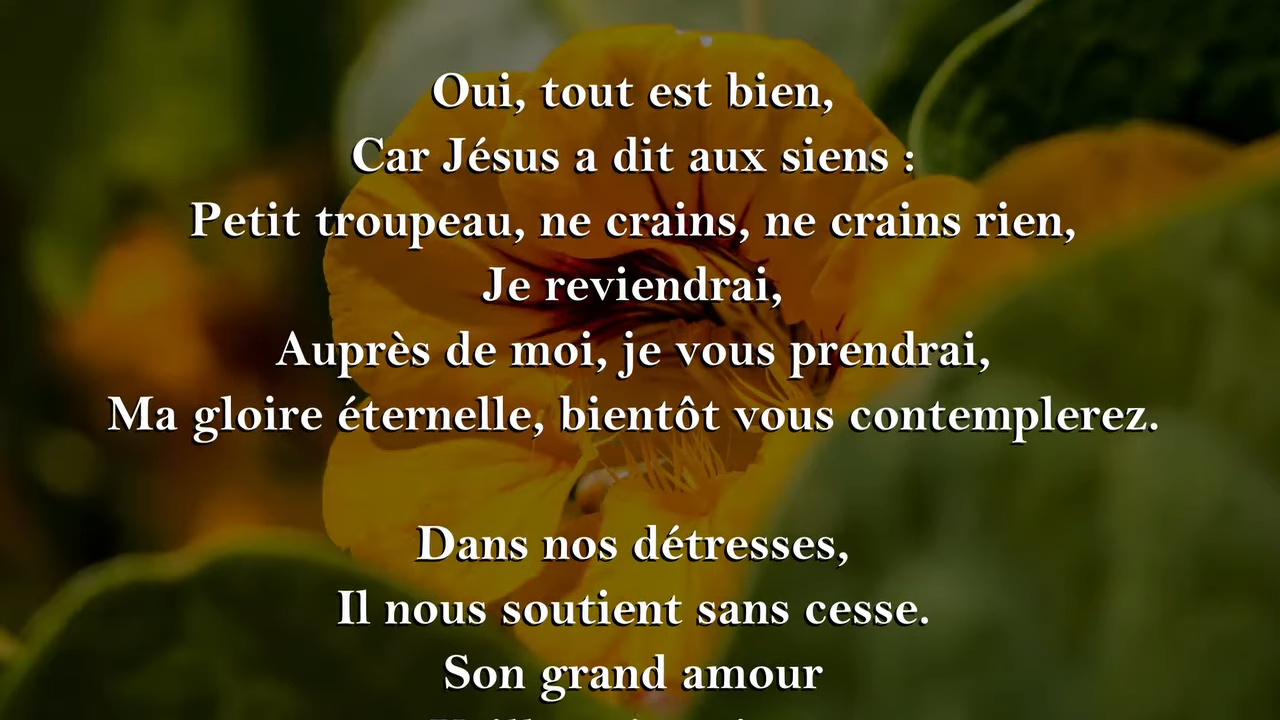 Oui, tout est bien,
Car Jésus a dit aux siens :
Petit troupeau, ne crains, ne crains rien,
Je reviendrai,
Auprès de moi, je vous prendrai,
Ma gloire éternelle, bientôt vous contemplerez.
Dans nos détresses,
Il nous soutient sans cesse.
Son grand amour